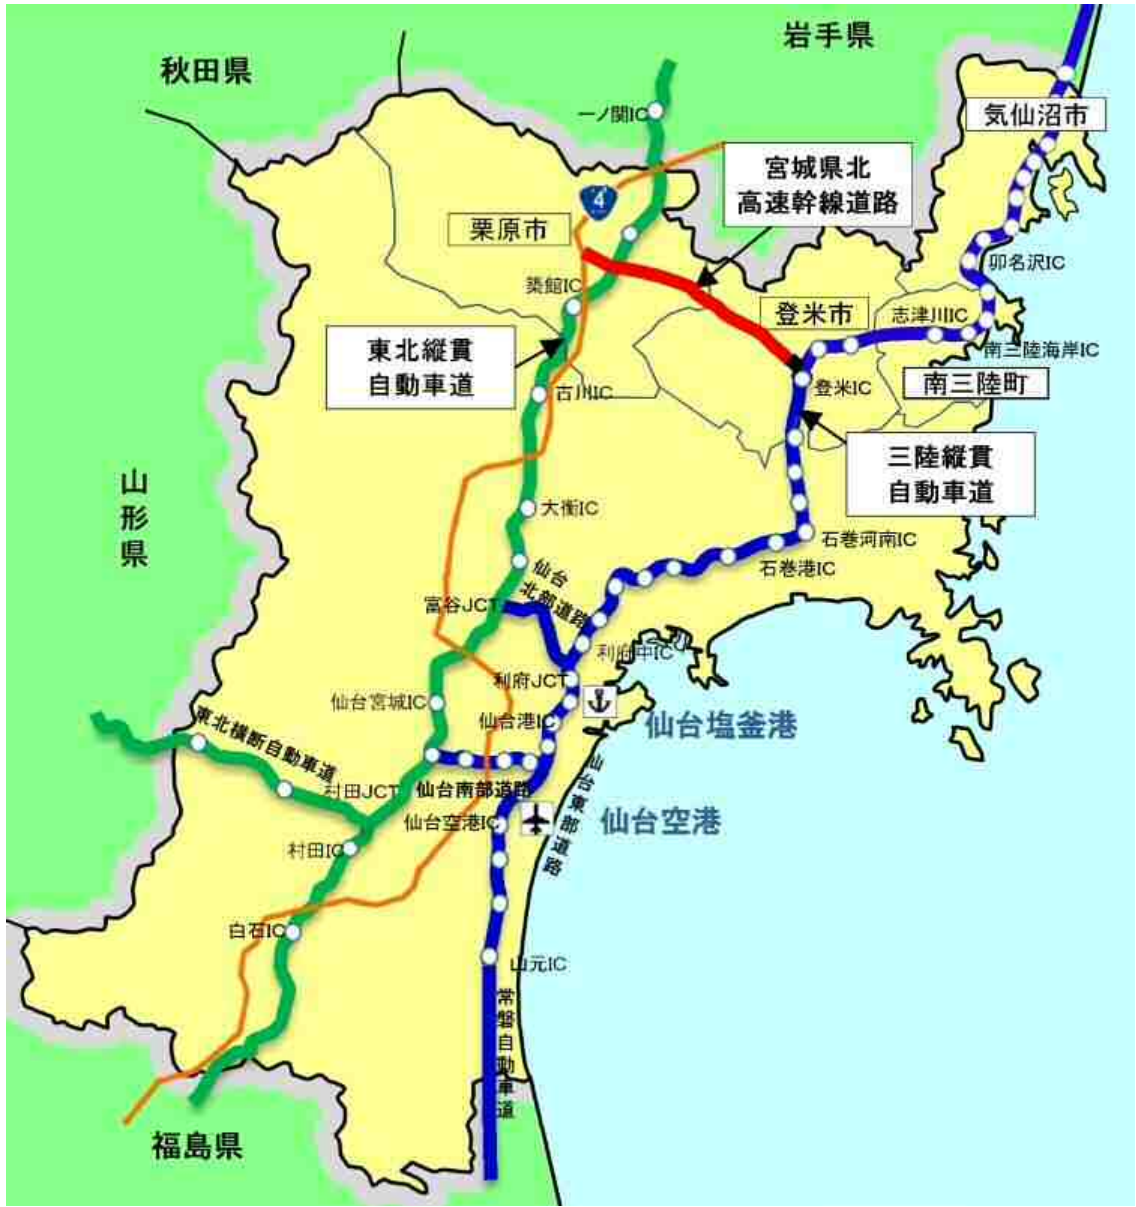 岩手県
秋田県
一ノ関IC
気仙沼市
宮城県北
高速幹線道路
4
栗原市
卯名沢IC
築館IC
登米市
志津川IC
東北縦貫
自動車道
南三陸海岸IC
古川IC
登米IC
南三陸町
三陸縦貫
自動車道
山形県
大衡IC
石巻河南IC
石巻港IC
仙台
北部道路
富谷JCT
利府中IC
利府JCT
仙台宮城IC
仙台港IC
仙台塩釜港
東北横断自動車道
仙台東部道路
村田JCT
仙台南部道路
仙台空港IC
仙台空港
村田IC
白石IC
山元IC
常磐自動車道
福島県